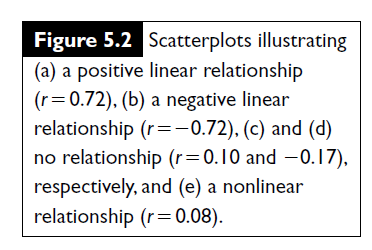 Figure 5.2 Scatterplots illustrating
(a) a positive linear relationship
(r=0.72), (b) a negative linear
relationship (r=−0.72), (c) and (d)
no relationship (r=0.10 and −0.17),
respectively, and (e) a nonlinear
relationship (r=0.08).